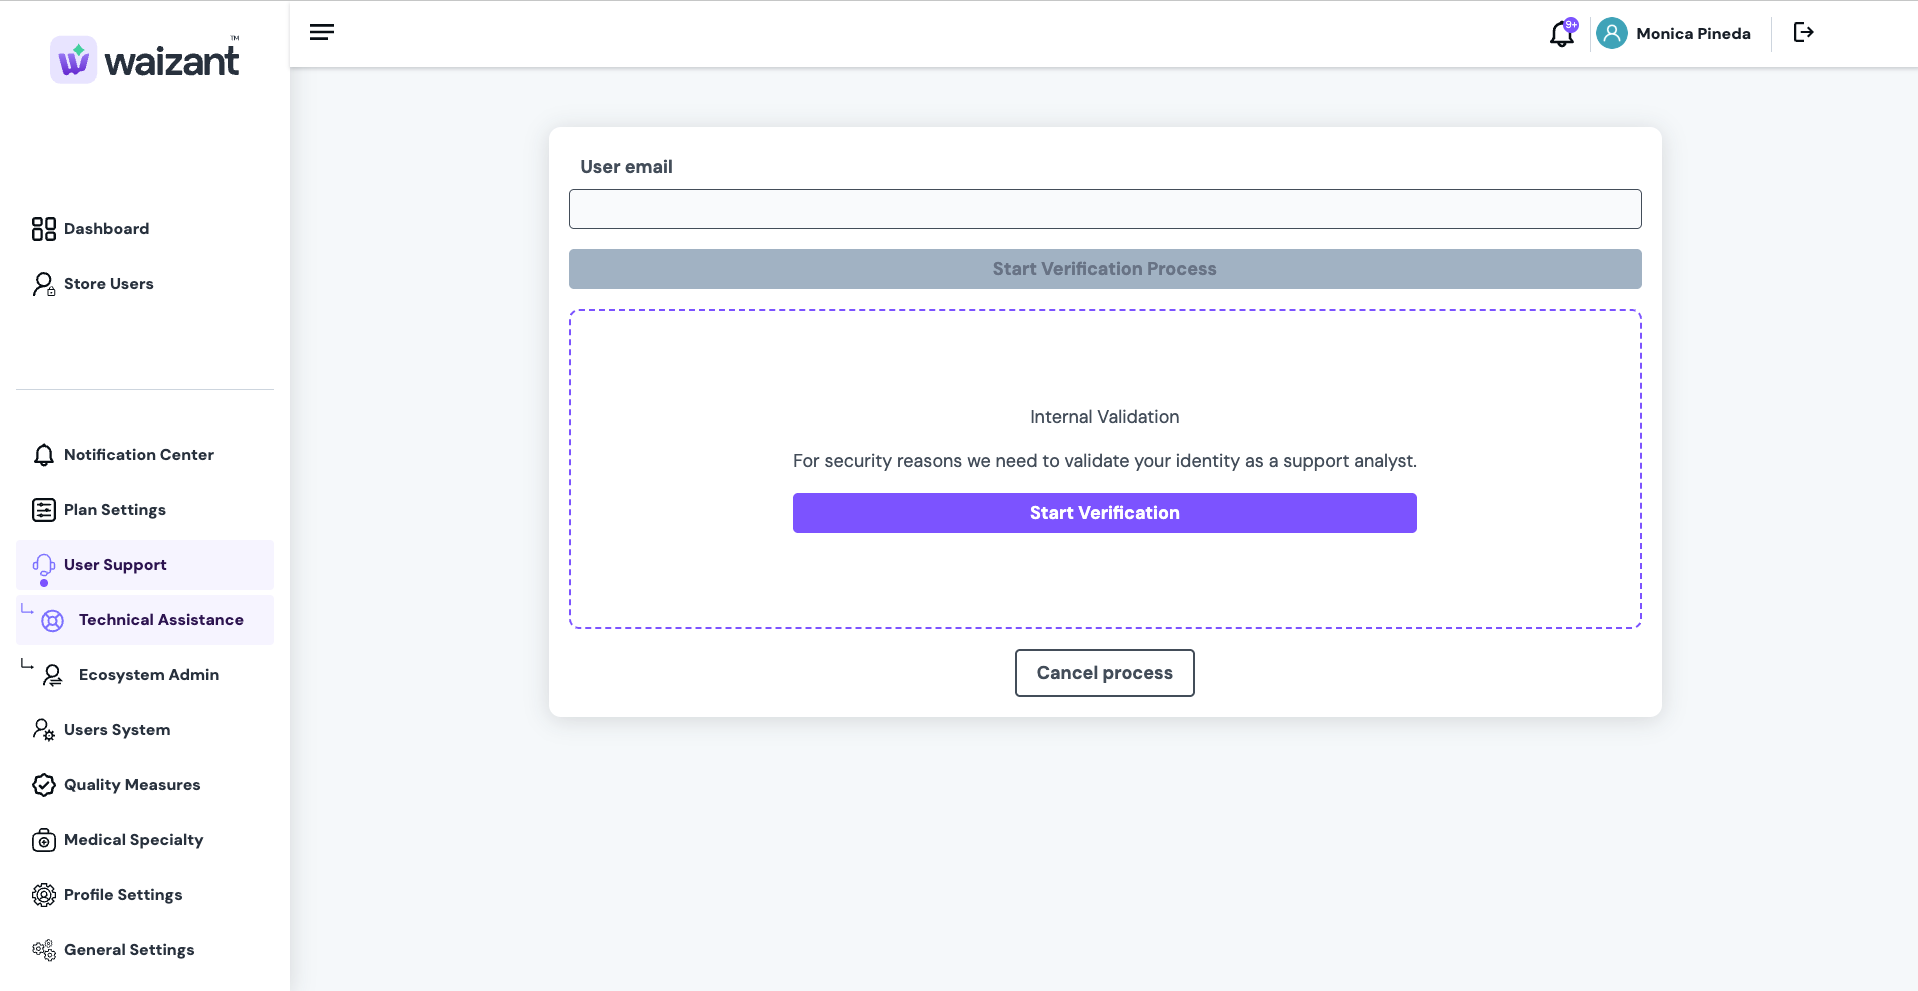 waizant™
9+
Monica Pineda
Dashboard
Store Users
Notification Center
Plan Settings
User Support
Technical Assistance
Ecosystem Admin
Users System
Quality Measures
Medical Specialty
Profile Settings
General Settings
User email
Start Verification Process
Internal Validation
For security reasons we need to validate your identity as a support analyst.
Start Verification
Cancel process